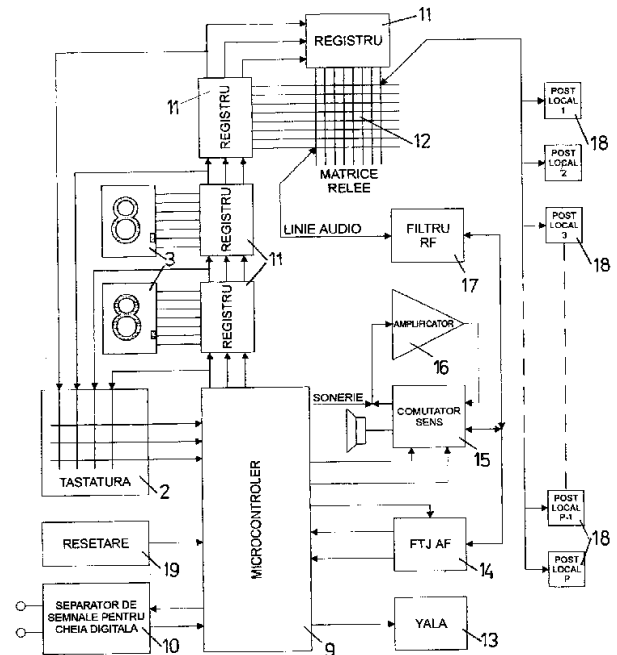 11
REGISTRU
11
REGISTRU
12
MATRICE
RELEE
POST
LOCAL
1
18
POST
LOCAL
2
POST
LOCAL
3
18
8
3
REGISTRU
11
LINIE AUDIO
FILTRU
RF
17
8
REGISTRU
AMPLIFICATOR
16
SONERIE
COMUTATOR
SENS
15
TASTATURA
2
MICROCONTROLER
9
RESETARE
19
FTJ AF
14
POST
LOCAL
P-1
18
POST
LOCAL
P
SEPARATOR DE
SEMNALE PENTRU
CHEIA DIGITALA
10
YALA
13